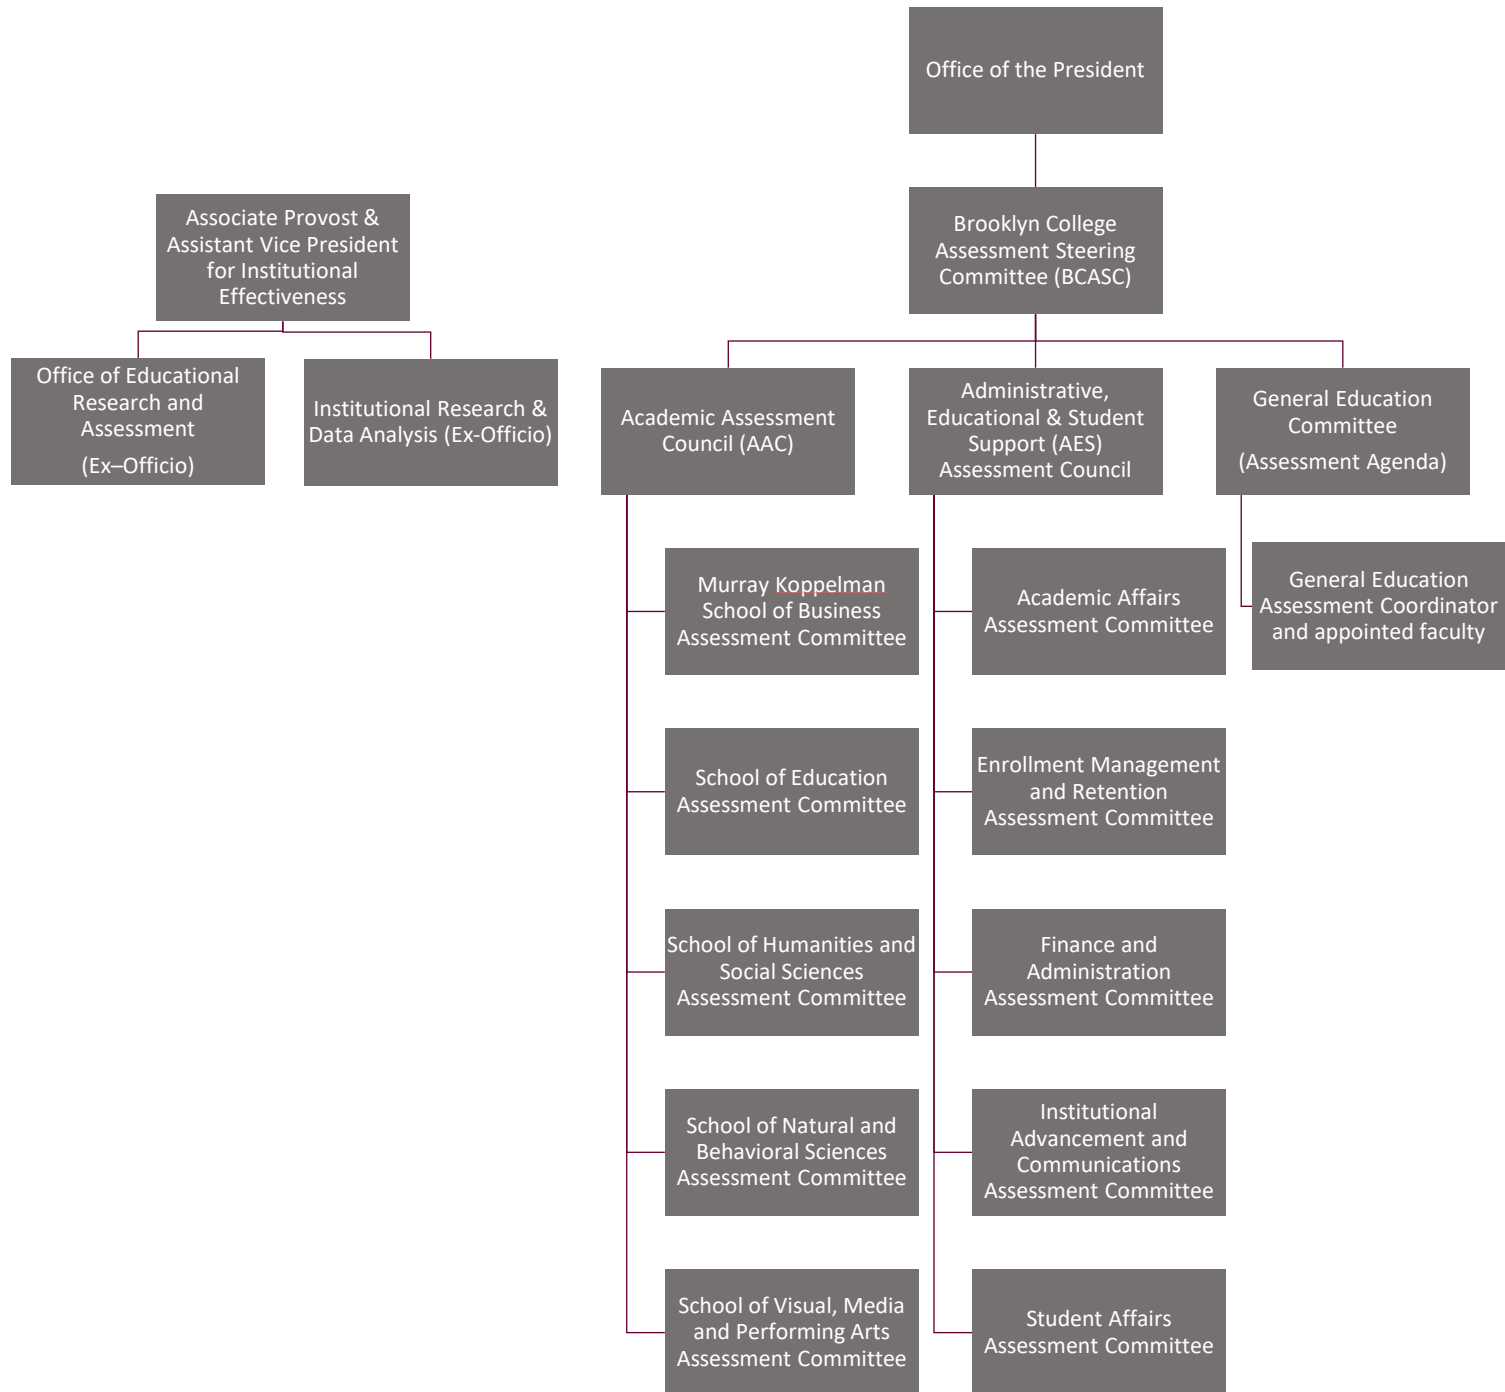 Office of the President
Associate Provost &
Assistant Vice President
for Institutional
Effectiveness
Brooklyn College
Assessment Steering
Committee (BCASC)
Office of Educational
Research and
Assessment
(Ex–Officio)
Institutional Research &
Data Analysis (Ex-Officio)
Academic Assessment
Council (AAC)
Administrative,
Educational & Student
Support (AES)
Assessment Council
General Education
Committee
(Assessment Agenda)
Murray Koppelman
School of Business
Assessment Committee
Academic Affairs
Assessment Committee
General Education
Assessment Coordinator
and appointed faculty
School of Education
Assessment Committee
Enrollment Management
and Retention
Assessment Committee
School of Humanities and
Social Sciences
Assessment Committee
Finance and
Administration
Assessment Committee
School of Natural and
Behavioral Sciences
Assessment Committee
Institutional
Advancement and
Communications
Assessment Committee
School of Visual, Media
and Performing Arts
Assessment Committee
Student Affairs
Assessment Committee